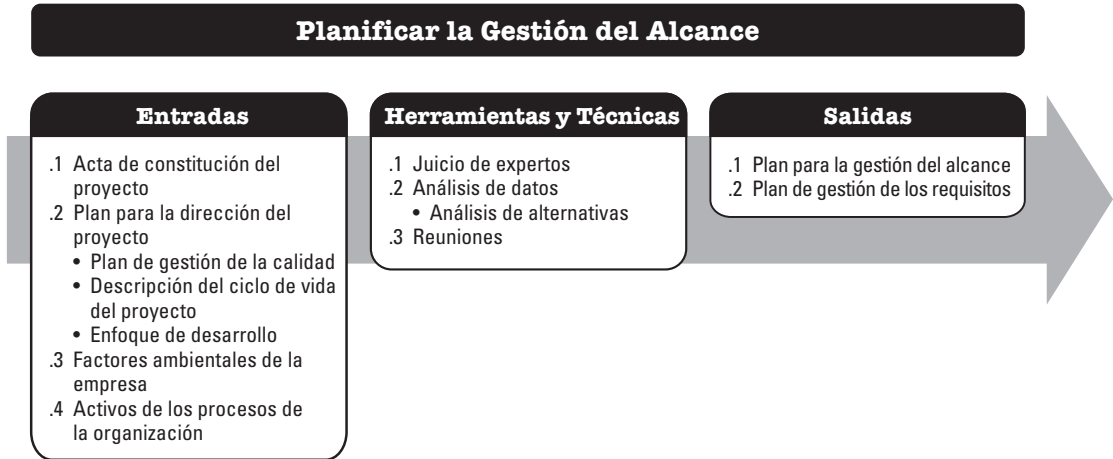 Planificar la Gestión del Alcance
Entradas
.1 Acta de constitución del
proyecto
.2 Plan para la dirección del
proyecto
• Plan de gestión de la calidad
• Descripción del ciclo de vida
del proyecto
• Enfoque de desarrollo
.3 Factores ambientales de la
empresa
.4 Activos de los procesos de
la organización
Herramientas y Técnicas
.1 Juicio de expertos
.2 Análisis de datos
• Análisis de alternativas
.3 Reuniones
Salidas
.1 Plan para la gestión del alcance
.2 Plan de gestión de los requisitos